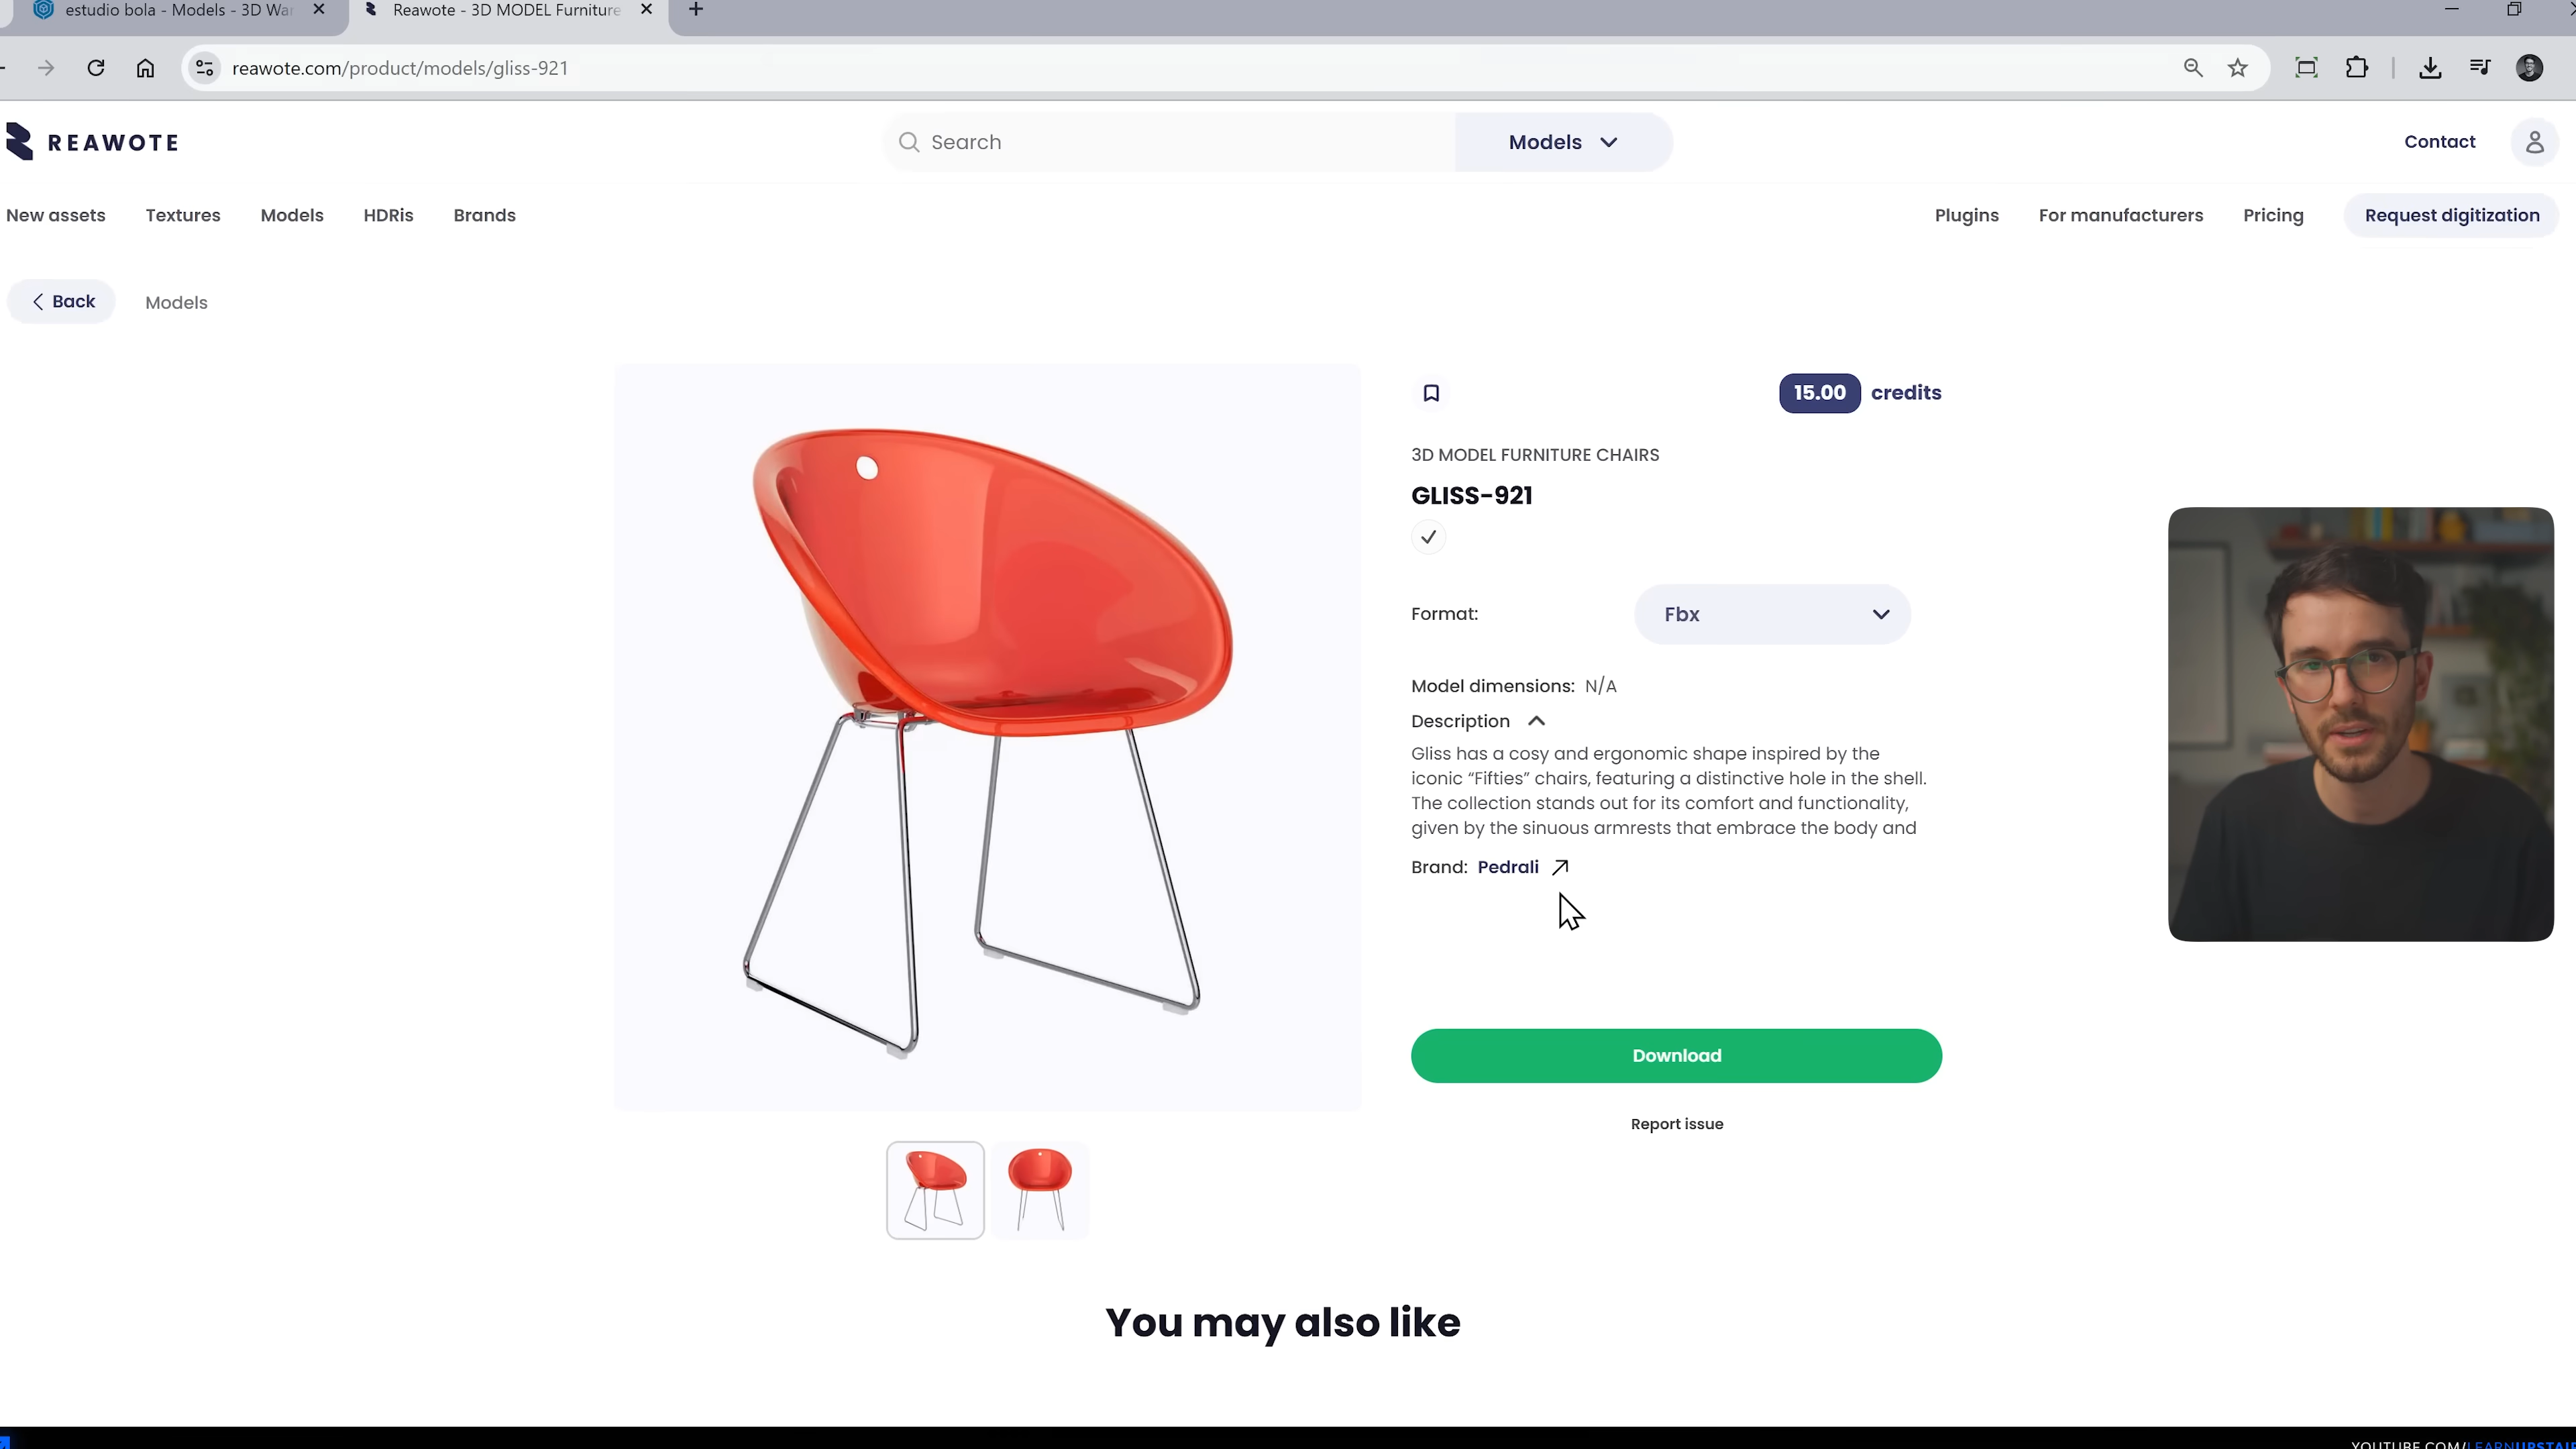 estudio bola - Models - 3D War
Reawote - 3D MODEL Furniture
reawote.com/product/models/gliss-921
REAWOTE
Search
Models
Contact
New assets
Textures
Models
HDRis
Brands
Plugins
For manufacturers
Pricing
Request digitization
Back
Models
15.00 credits
3D MODEL FURNITURE CHAIRS
GLISS-921
Format:
Fbx
Model dimensions: N/A
Description
Gliss has a cosy and ergonomic shape inspired by the
iconic “Fifties” chairs, featuring a distinctive hole in the shell.
The collection stands out for its comfort and functionality,
given by the sinuous armrests that embrace the body and
Brand: Pedrali
Download
Report issue
You may also like